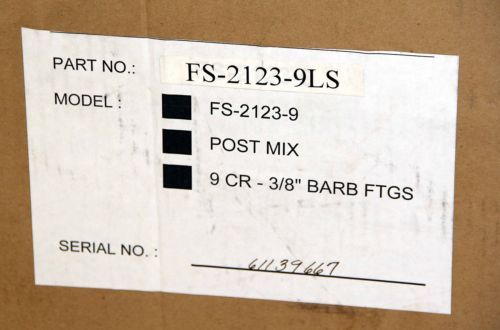 PART NO.: FS-2123-9LS
MODEL : FS-2123-9
POST MIX
9 CR - 3/8" BARB FTGS
SERIAL NO. : 61139667